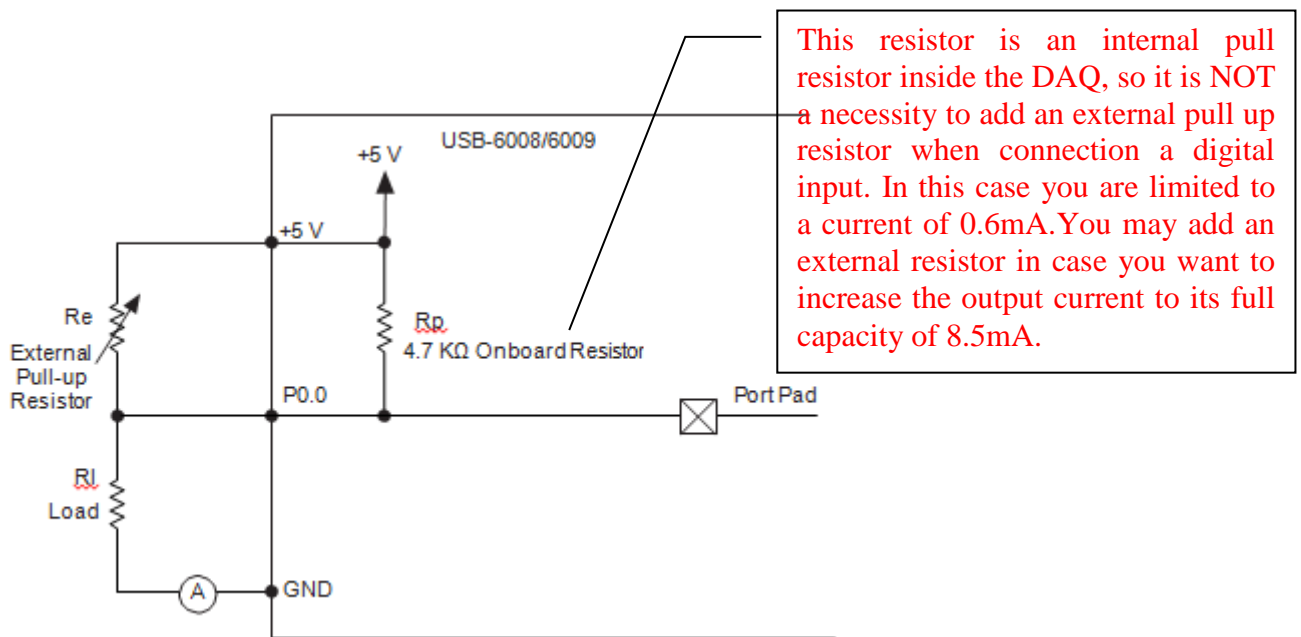 This resistor is an internal pull
resistor inside the DAQ, so it is NOT
a necessity to add an external pull up
resistor when connection a digital
input. In this case you are limited to
a current of 0.6mA.You may add an
external resistor in case you want to
increase the output current to its full
capacity of 8.5mA.
USB-6008/6009
+5 V
+5 V
Re
External
Pull-up
Resistor
Rp
4.7 KΩ Onboard Resistor
P0.0
Port Pad
Rl
Load
A
GND